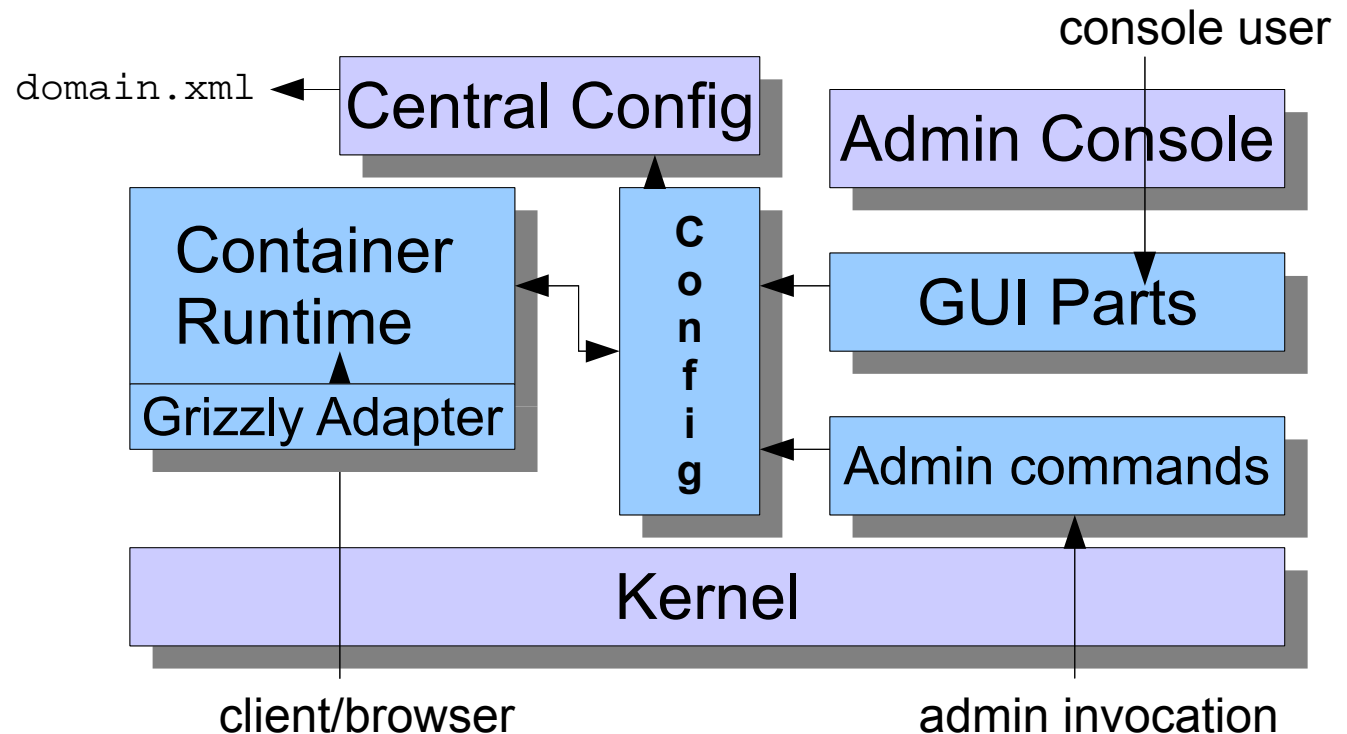 console user
domain.xml
Central Config
Admin Console
Container
Runtime
Config
GUI Parts
Grizzly Adapter
Admin commands
Kernel
client/browser
admin invocation